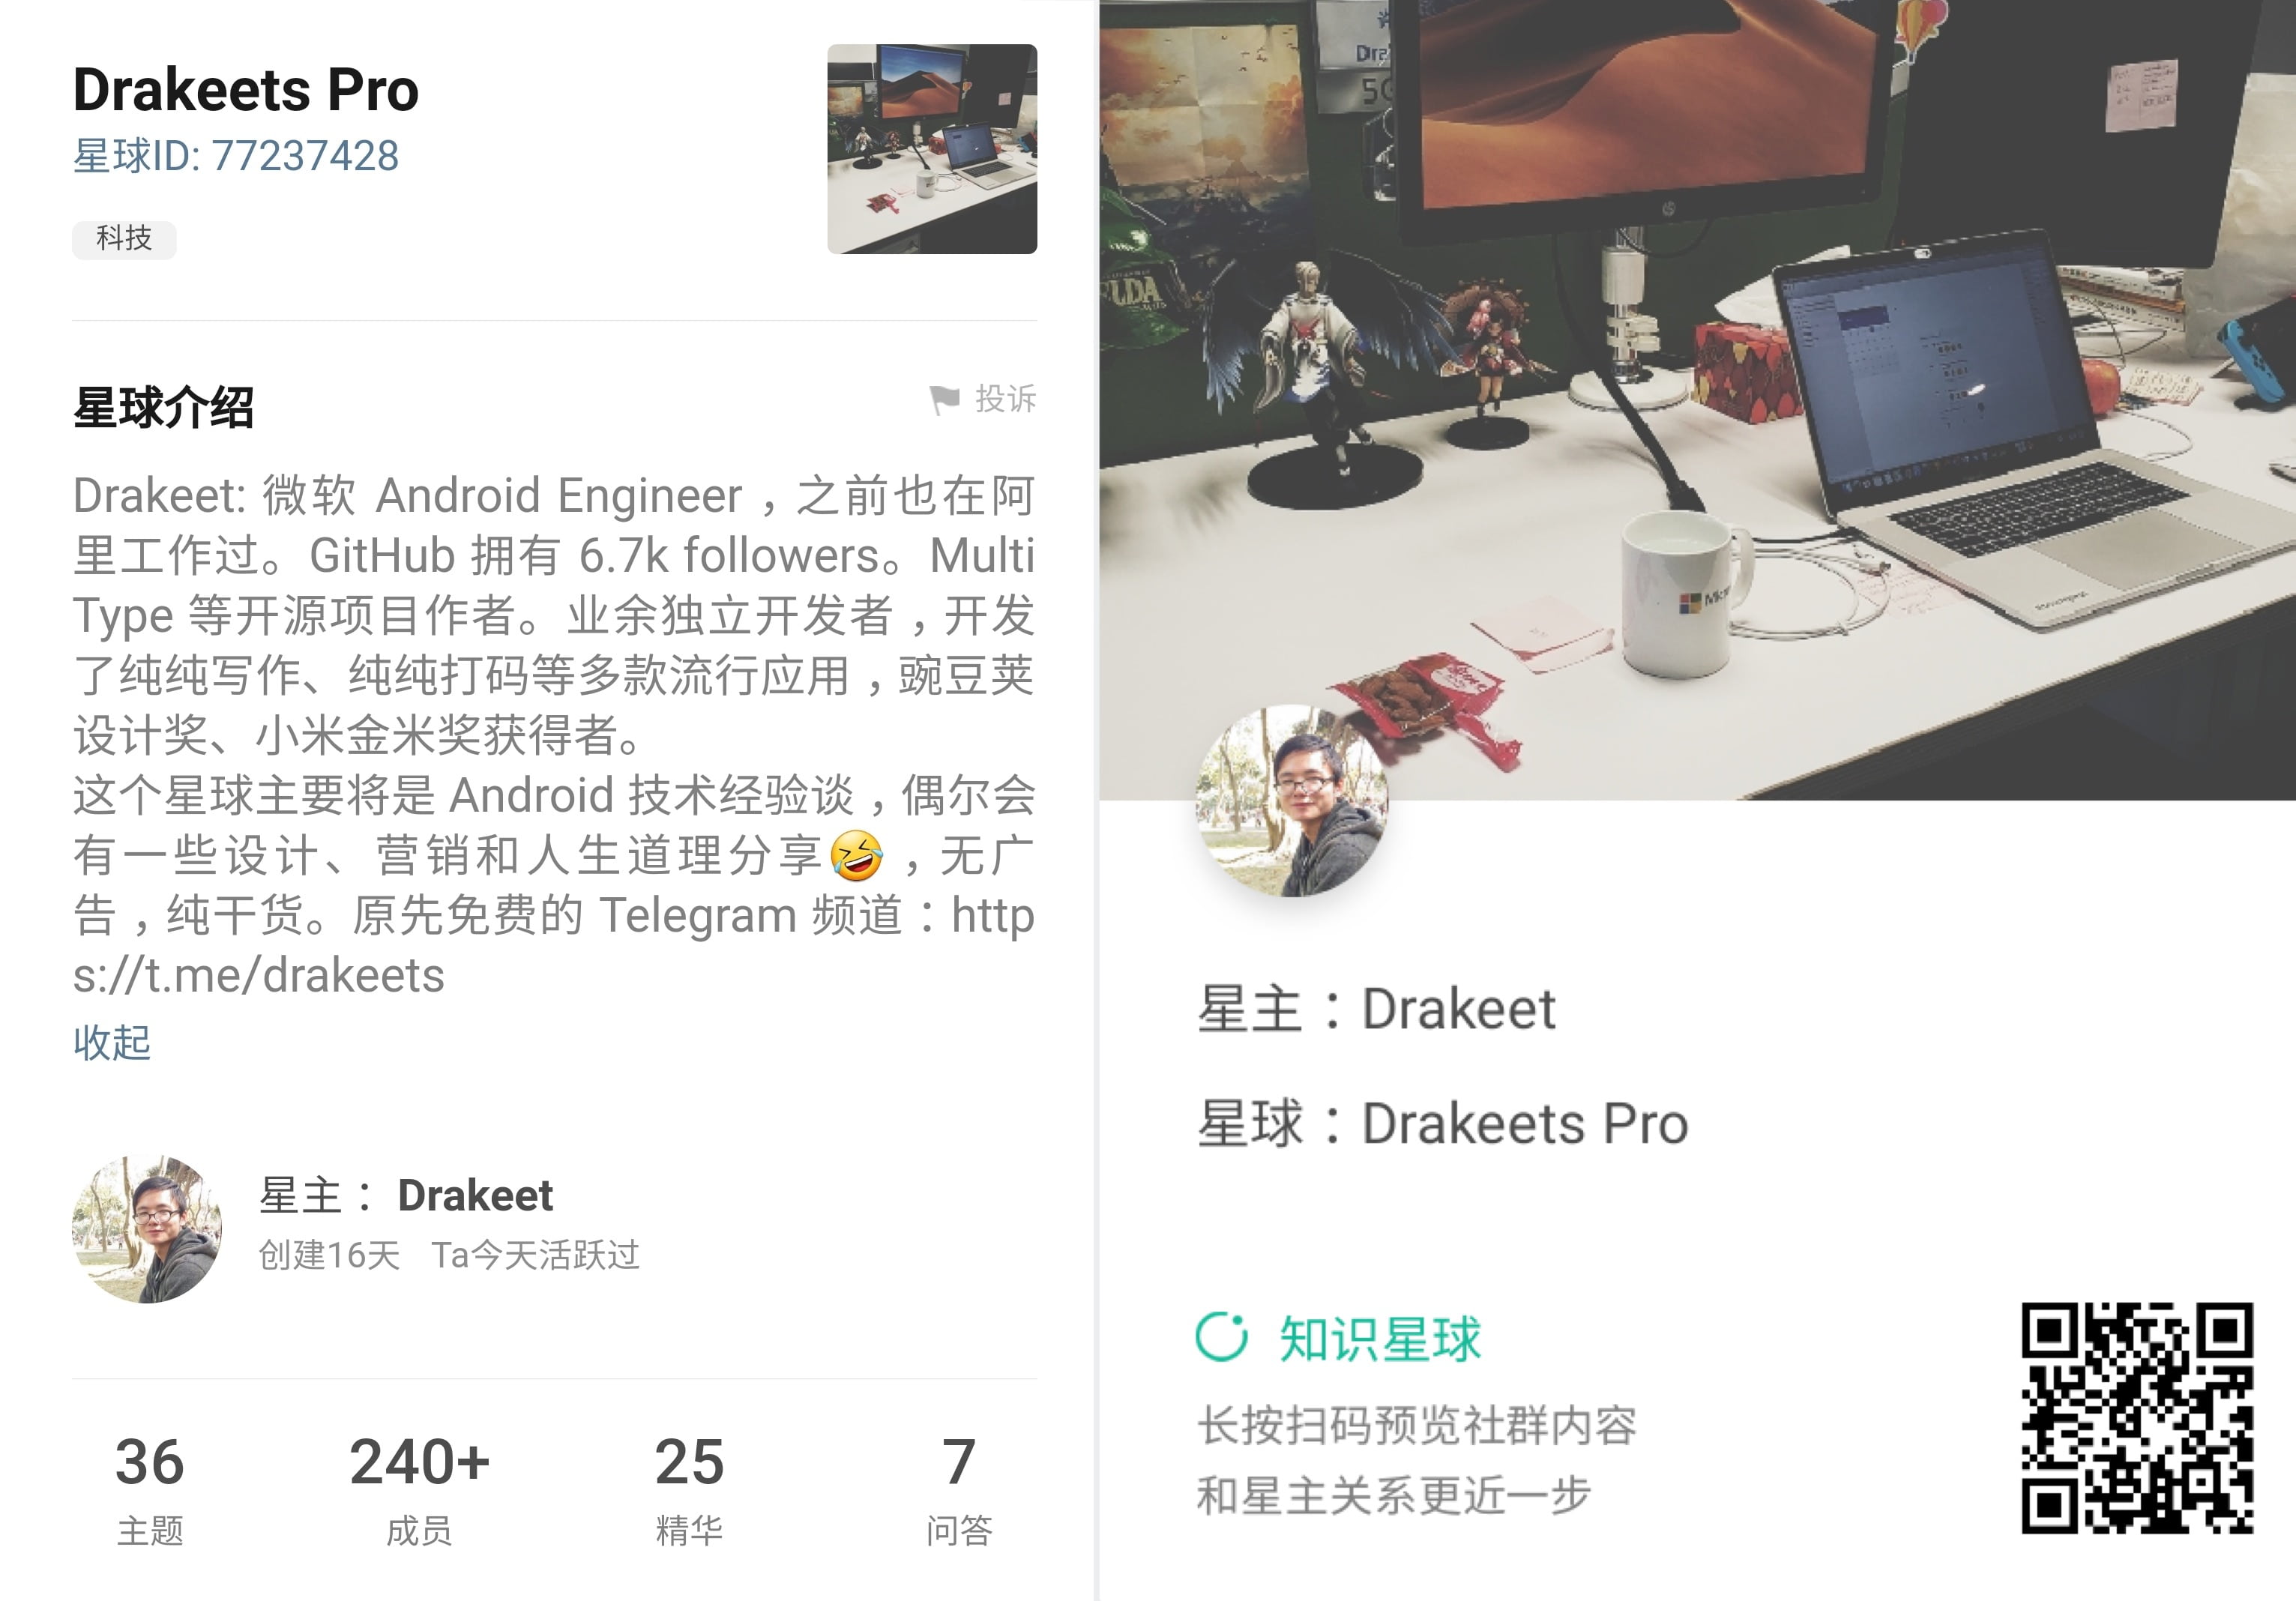 Drakeets Pro
星球ID: 77237428
科技
星球介绍
投诉
Drakeet: 微软 Android Engineer，之前也在阿
里工作过。GitHub 拥有 6.7k followers。Multi
Type 等开源项目作者。业余独立开发者，开发
了纯纯写作、纯纯打码等多款流行应用，豌豆荚
设计奖、小米金米奖获得者。
这个星球主要将是 Android 技术经验谈，偶尔会
有一些设计、营销和人生道理分享🤣，无广
告，纯干货。原先免费的 Telegram 频道：http
s://t.me/drakeets
收起
星主： Drakeet
创建16天 Ta今天活跃过
36
主题
240+
成员
25
精华
7
问答
Dra
5G
ELDA
hp
Micr
星主：Drakeet
星球：Drakeets Pro
知识星球
长按扫码预览社群内容
和星主关系更近一步